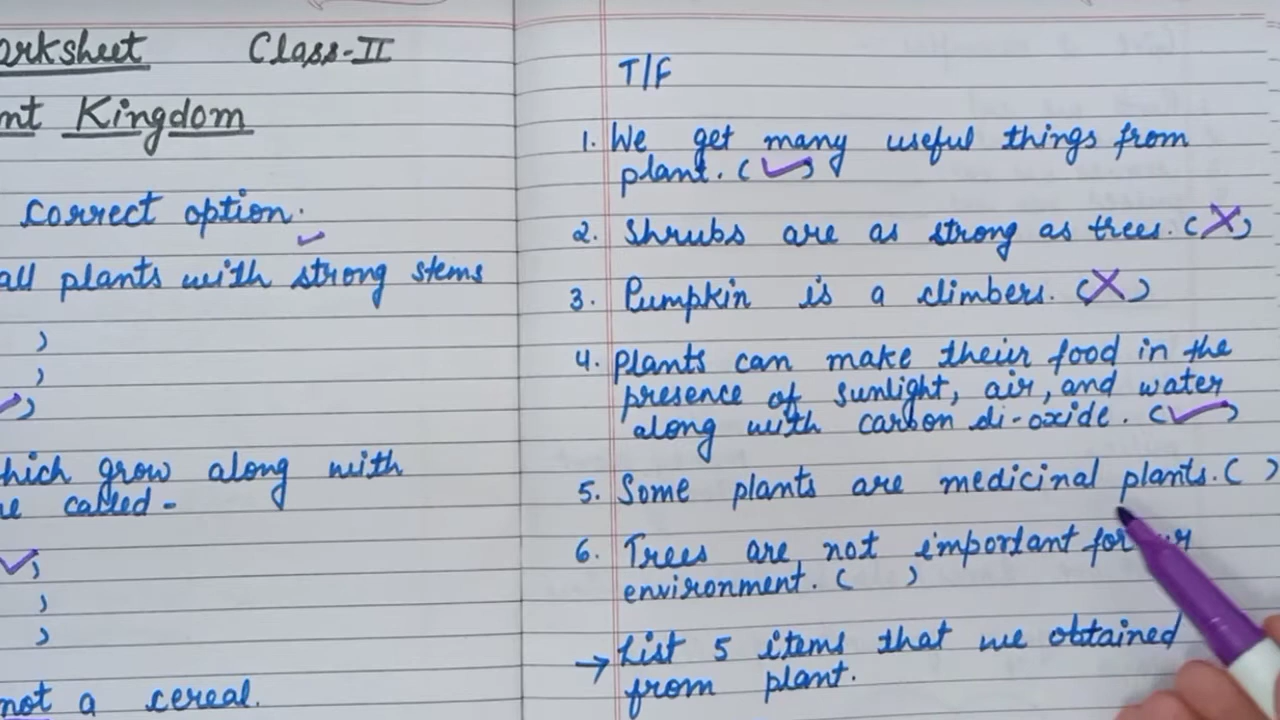 orksheet Class-II
nt Kingdom
correct option.
all plants with strong stems
)
)
)
hich grow along with
e called -
)
)
)
not a cereal.
T/F
1. We get many useful things from
plant. (✓)
2. Shrubs are as strong as trees. (✗)
3. Pumpkin is a climbers. (✗)
4. Plants can make their food in the
presence of sunlight, air, and water
along with carbon di-oxide. (✓)
5. Some plants are medicinal plants. ( )
6. Trees are not important for ur
environment. ( )
→ List 5 items that we obtained
from plant.